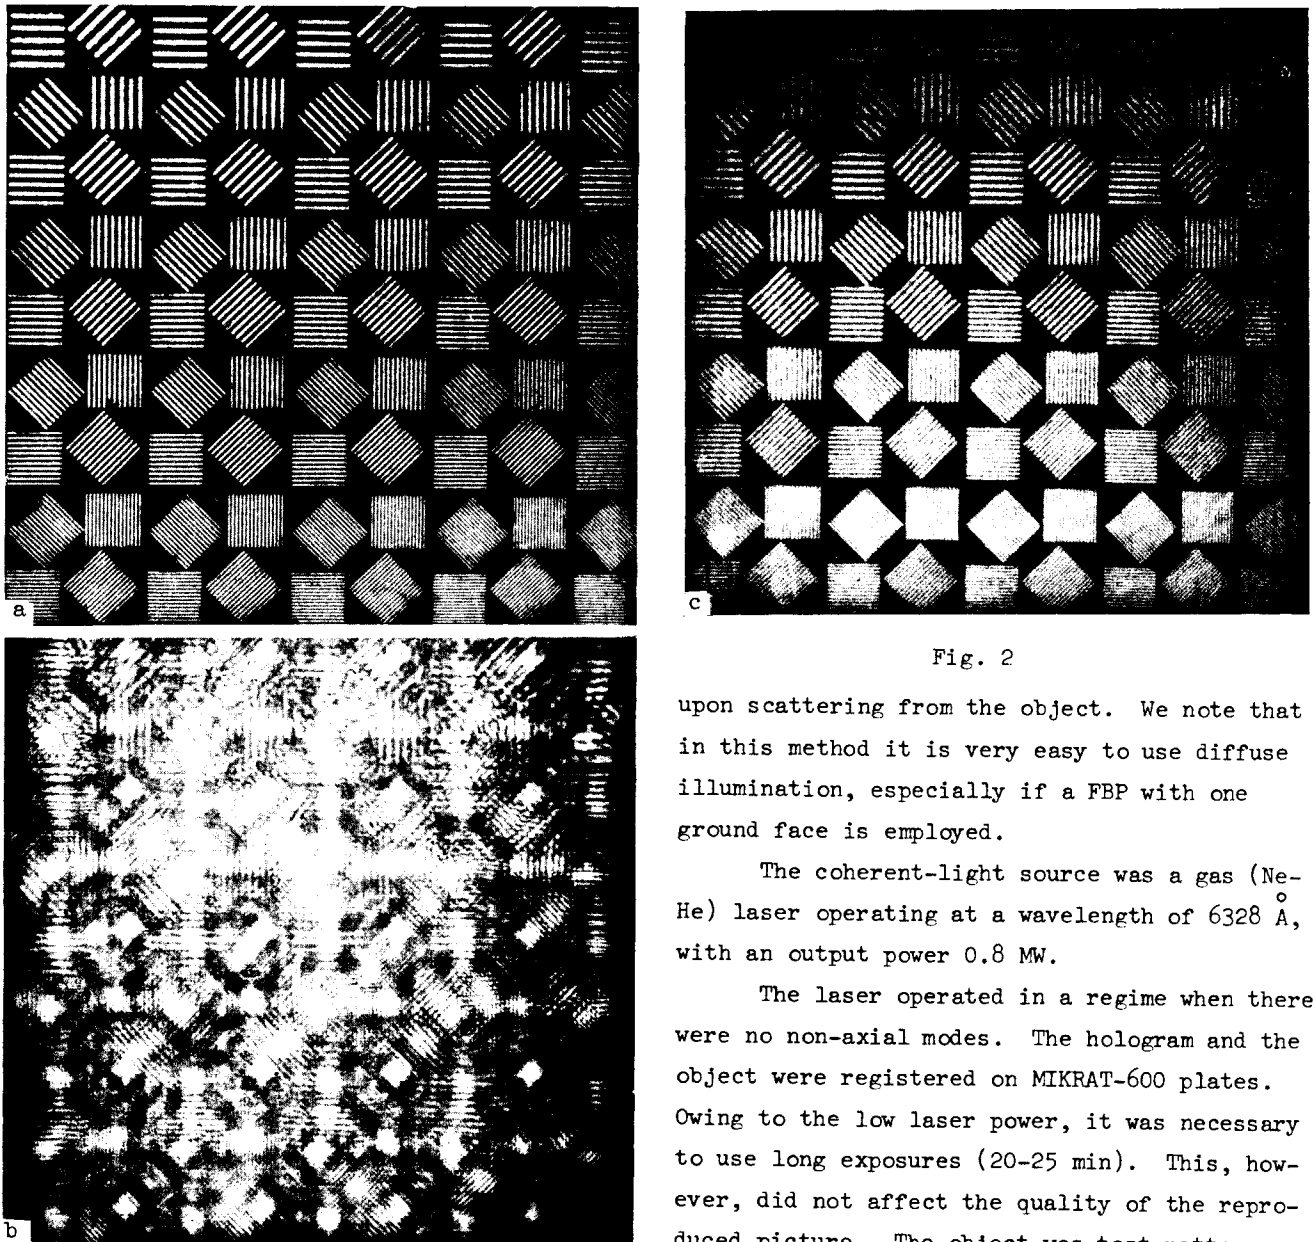 a
c
b
Fig. 2
upon scattering from the object. We note that
in this method it is very easy to use diffuse
illumination, especially if a FBP with one
ground face is employed.
The coherent-light source was a gas (Ne-
He) laser operating at a wavelength of 6328 Å,
with an output power 0.8 MW.
The laser operated in a regime when there
were no non-axial modes. The hologram and the
object were registered on MIKRAT-600 plates.
Owing to the low laser power, it was necessary
to use long exposures (20-25 min). This, how-
ever, did not affect the quality of the repro-
duced picture. The object was test